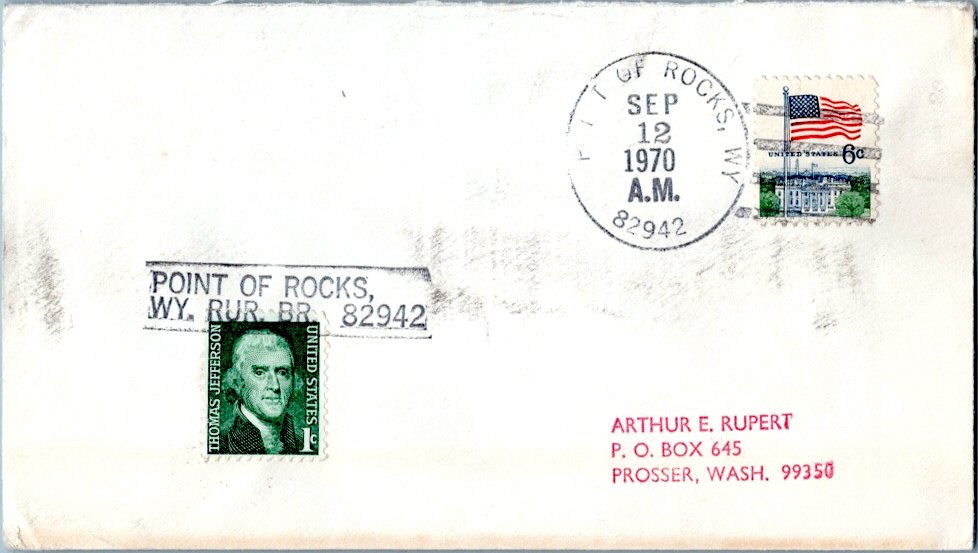 OF ROCKS, WY
SEP
12
1970
A.M.
82942
UNITED STATES 6c
POINT OF ROCKS,
WY. RUR. BR. 82942
THOMAS JEFFERSON
UNITED STATES
1c
ARTHUR E. RUPERT
P. O. BOX 645
PROSSER, WASH. 99350